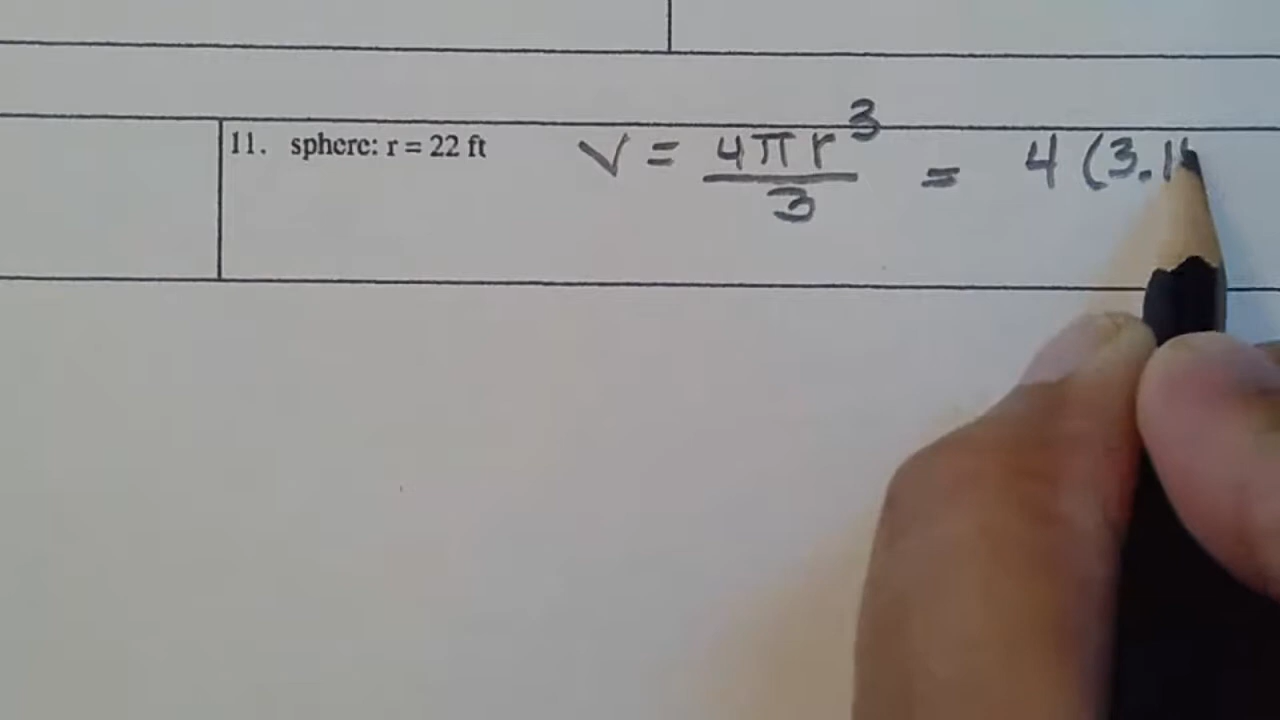 11. sphere: r = 22 ft V = 4πr³/3 = 4 (3.1